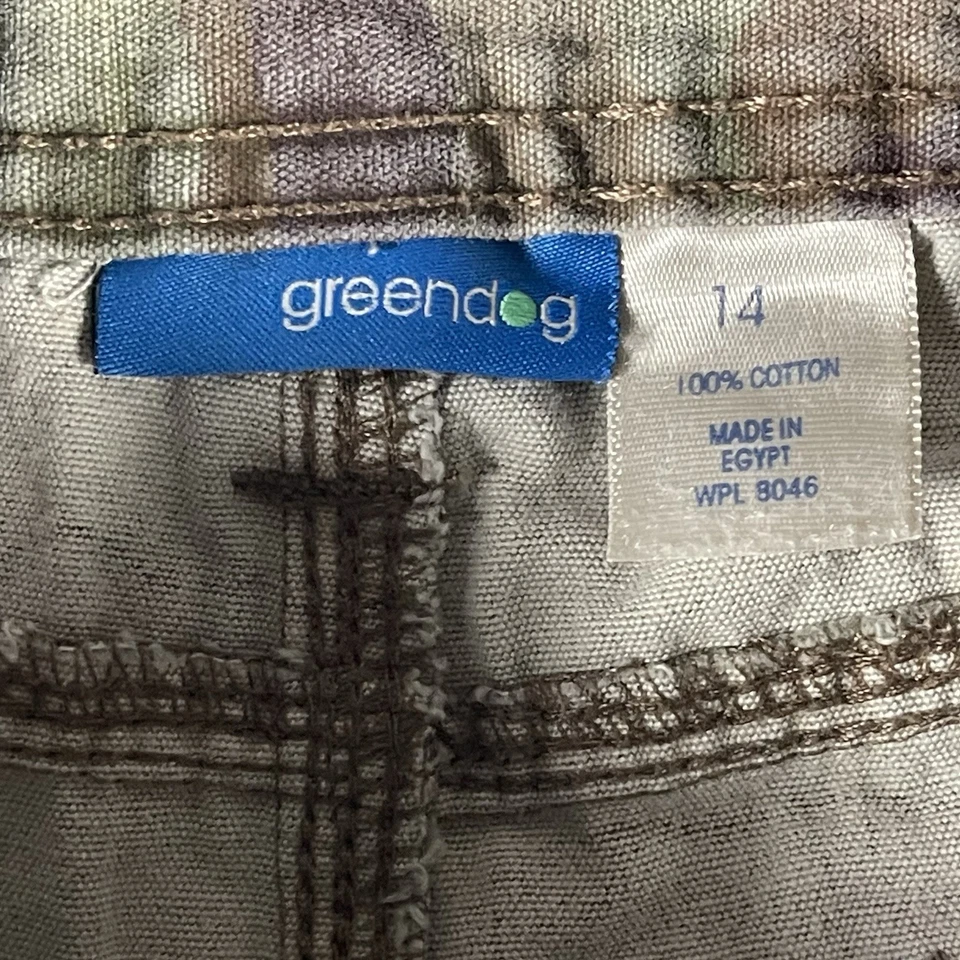 greendog
14
100% COTTON
MADE IN
EGYPT
WPL 8046